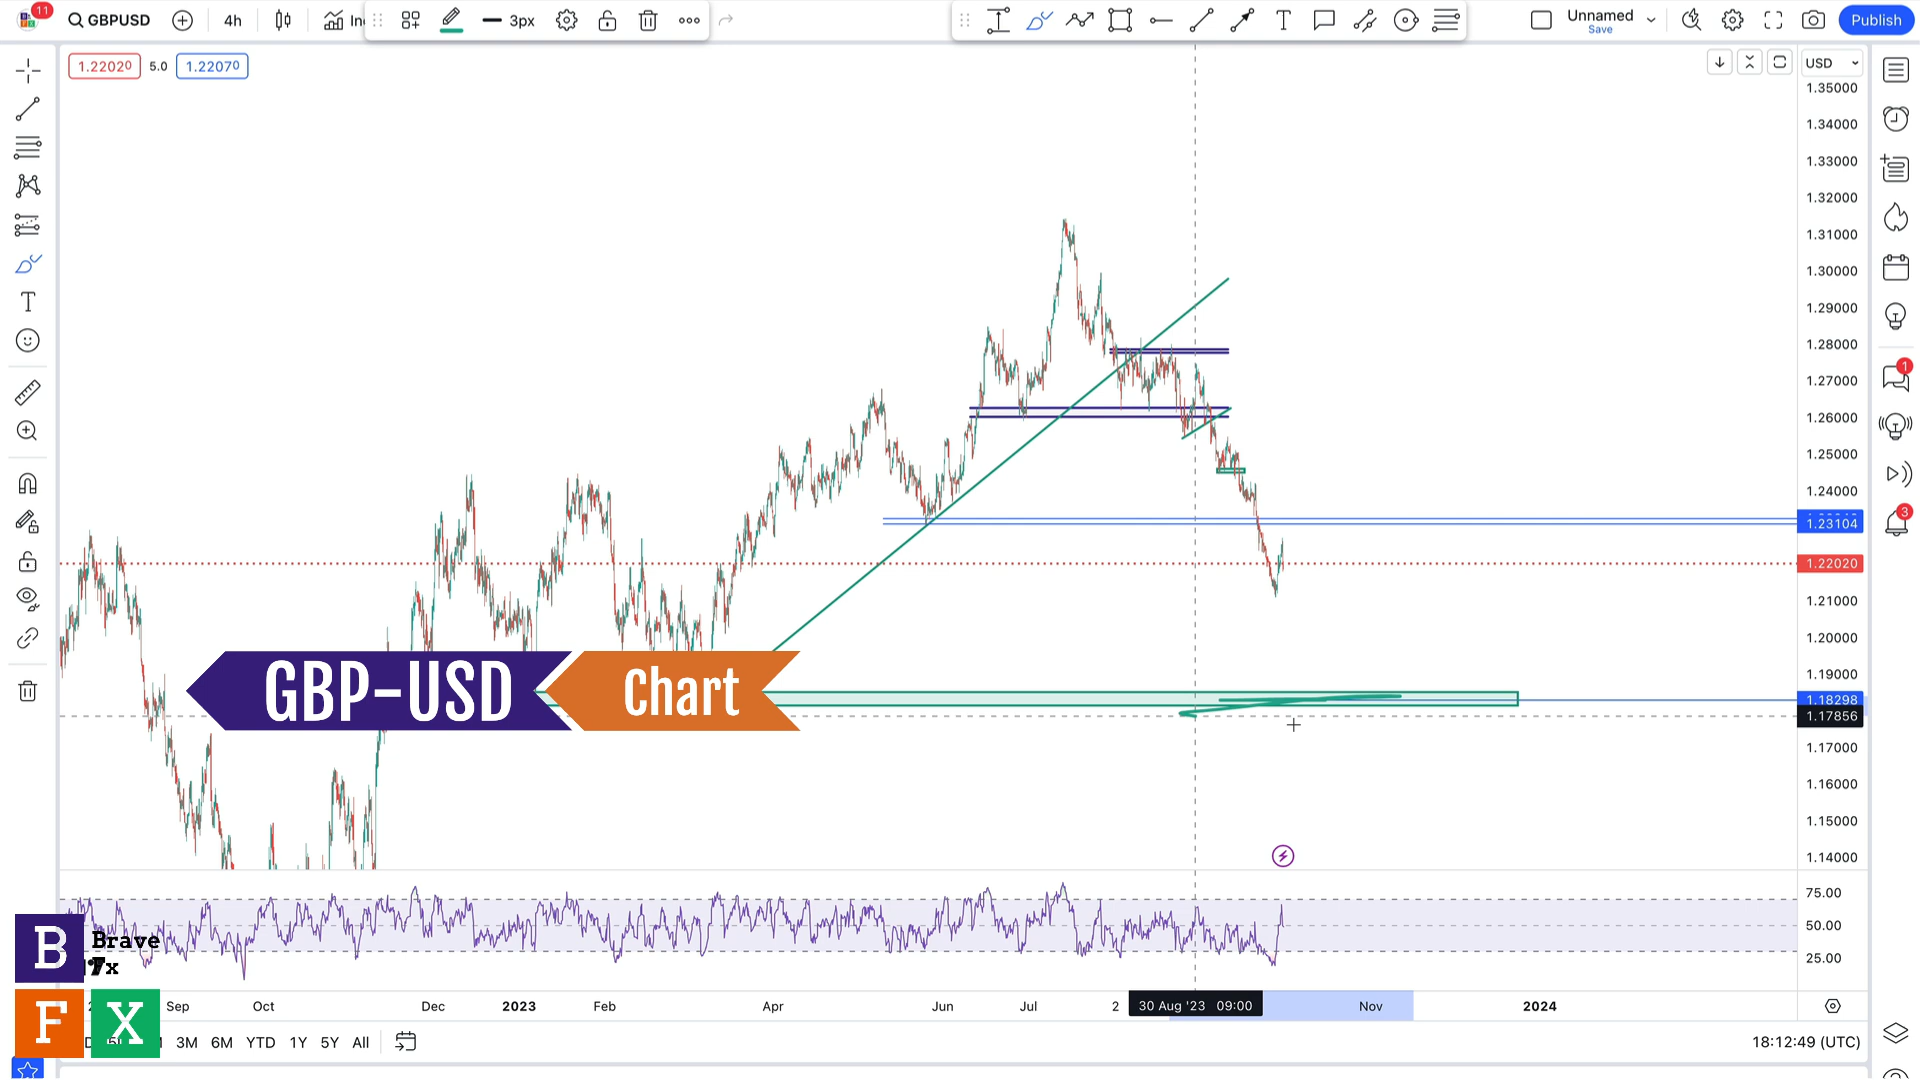 11
GBPUSD
4h
In
3px
T
Unnamed
Save
Publish
1.22020
5.0
1.22070
USD
1.35000
1.34000
1.33000
1.32000
1.31000
1.30000
1.29000
1.28000
1.27000
1.26000
1.25000
1.24000
1.23104
1.22020
1.21000
1.20000
1.19000
1.18298
1.17856
1.17000
1.16000
1.15000
1.14000
1
3
GBP-USD
Chart
75.00
50.00
25.00
B
Brave
F X
Sep
Oct
Dec
2023
Feb
Apr
Jun
Jul
2
30 Aug '23 09:00
Nov
2024
3M
6M
YTD
1Y
5Y
All
18:12:49 (UTC)